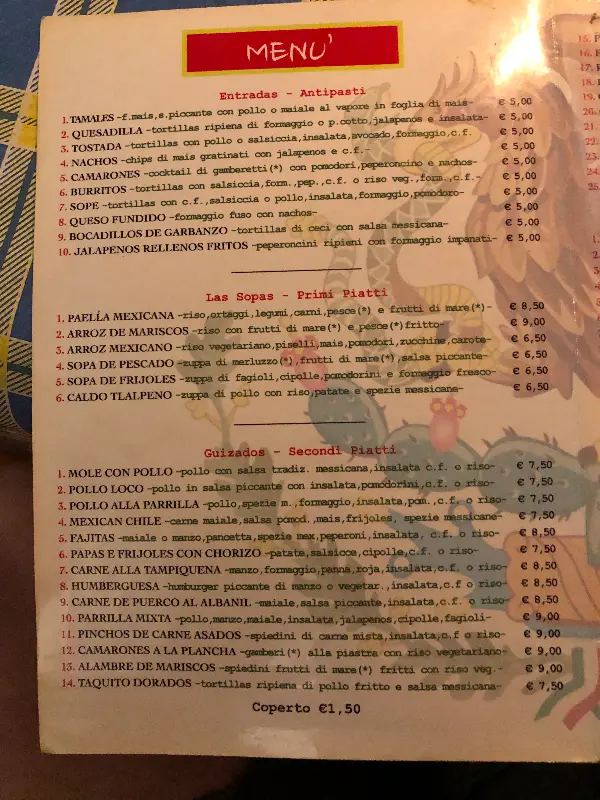 MENU'
Entradas - Antipasti
1. TAMALES -f.mais,s.piccante con pollo o maiale al vapore in foglia di mais- € 5,00
2. QUESADILLA -tortillas ripiena di formaggio o p.cotto,jalapenos e insalata- € 5,00
3. TOSTADA -tortillas con pollo o salsiccia,insalata,avocado,formaggio,c.f. € 5,00
4. NACHOS -chips di mais gratinati con jalapenos e c.f.- € 5,00
5. CAMARONES -cocktail di gamberetti(*) con pomodori,peperoncino e nachos- € 5,00
6. BURRITOS -tortillas con salsiccia,form.,pep.,c.f. o riso veg.,form.,c.f.- € 5,00
7. SOPE -tortillas con c.f.,salsiccia o pollo,insalata,formaggio,pomodoro- € 5,00
8. QUESO FUNDIDO -formaggio fuso con nachos- € 5,00
9. BOCADILLOS DE GARBANZO -tortillas di ceci con salsa messicana- € 5,00
10. JALAPENOS RELLENOS FRITOS -peperoncini ripieni con formaggio impanati- € 5,00
Las Sopas - Primi Piatti
1. PAELLA MEXICANA -riso,ortaggi,legumi,carni,pesce(*) e frutti di mare(*)- € 8,50
2. ARROZ DE MARISCOS -riso con frutti di mare(*) e pesce(*)fritto- € 9,00
3. ARROZ MEXICANO -riso vegetariano,piselli,mais,pomodori,zucchine,carote- € 6,50
4. SOPA DE PESCADO -zuppa di merluzzo(*),frutti di mare(*),salsa piccante- € 6,50
5. SOPA DE FRIJOLES -zuppa di fagioli,cipolle,pomodorini e formaggio fresco- € 6,50
6. CALDO TLALPENO -zuppa di pollo con riso,patate e spezie messicana- € 6,50
Guizados - Secondi Piatti
1. MOLE CON POLLO -pollo con salsa tradiz. messicana,insalata c.f. o riso- € 7,50
2. POLLO LOCO -pollo in salsa piccante con insalata,pomodorini,c.f. o riso- € 7,50
3. POLLO ALLA PARRILLA -pollo,spezie m.,formaggio,insalata,pom.,c.f. o riso- € 7,50
4. MEXICAN CHILE -carne maiale,salsa pomod.,mais,frijoles, spezie messicane- € 7,50
5. FAJITAS -maiale o manzo,pancetta,spezie mex,peperoni,insalata, c.f. o riso- € 8,50
6. PAPAS E FRIJOLES CON CHORIZO -patate,salsicce,cipolle,c.f. o riso- € 7,50
7. CARNE ALLA TAMPIQUENA -manzo,formaggio,panna,roja,insalata,c.f. o riso- € 8,50
8. HUMBERGUESA -humburger piccante di manzo o vegetar.,insalata,c.f o riso- € 8,50
9. CARNE DE PUERCO AL ALBANIL -maiale,salsa piccante,insalata,c.f. o riso- € 8,50
10. PARRILLA MIXTA -pollo,manzo,maiale,insalata,jalapenos,cipolle,fagioli- € 9,00
11. PINCHOS DE CARNE ASADOS -spiedini di carne mista,insalata,c.f o riso- € 9,00
12. CAMARONES A LA PLANCHA -gamberi(*) alla piastra con riso vegetariano- € 9,00
13. ALAMBRE DE MARISCOS -spiedini frutti di mare(*) fritti con riso veg.- € 9,00
14. TAQUITO DORADOS -tortillas ripiena di pollo fritto e salsa messicana- € 7,50
Coperto €1,50